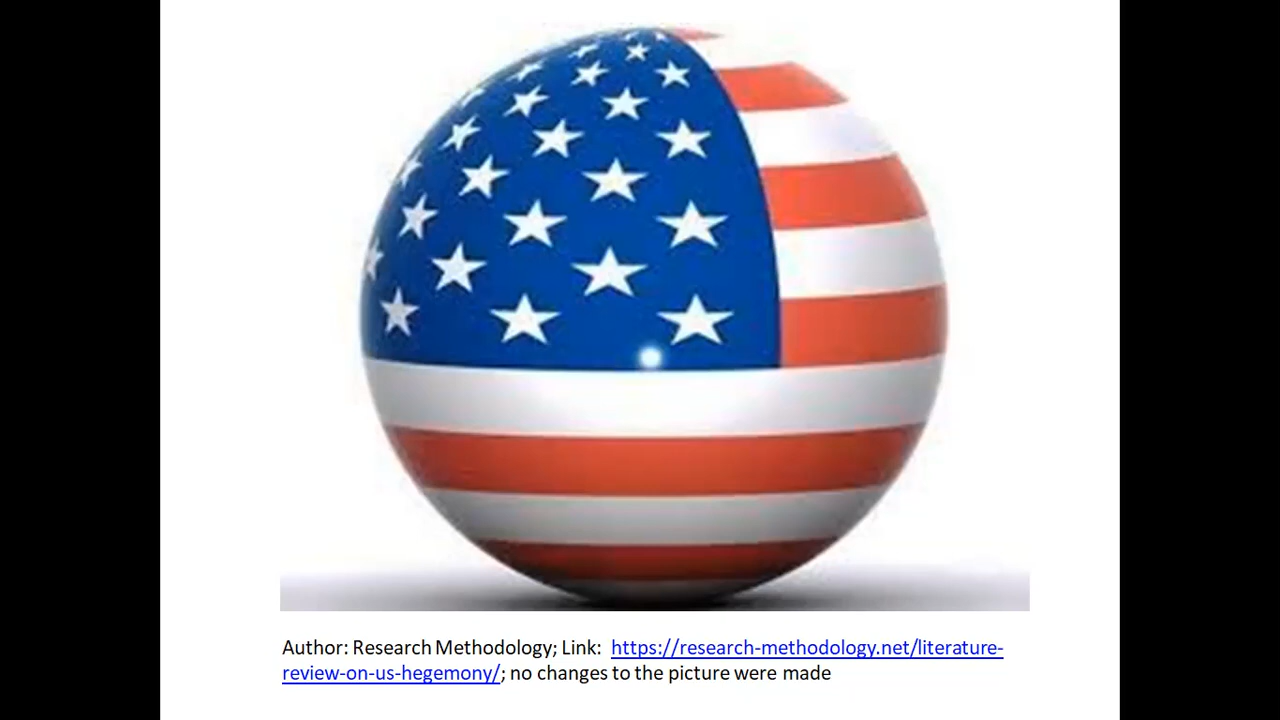 Author: Research Methodology; Link: https://research-methodology.net/literature-
review-on-us-hegemony/; no changes to the picture were made